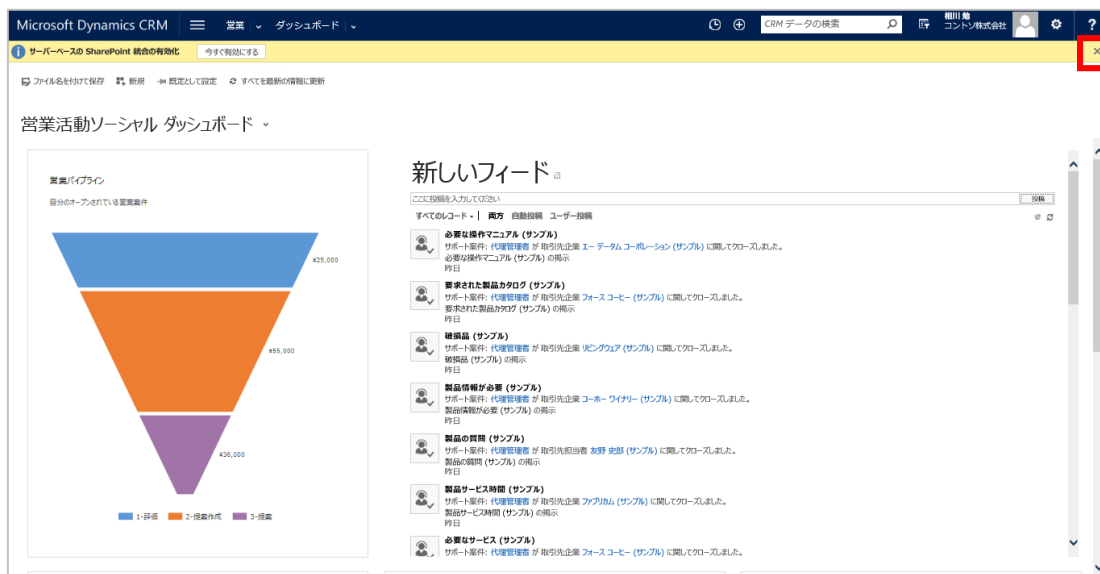 Microsoft Dynamics CRM 営業 ダッシュボード CRM データの検索 相川 勉
コントソ株式会社 ?
サーバーベースの SharePoint 統合の有効化 今すぐ有効にする ×
ファイル名を付けて保存 新規 既定として設定 すべてを最新の情報に更新
営業活動ソーシャル ダッシュボード
営業パイプライン
自分のオープンされている営業案件
¥25,000
¥55,000
¥36,000
1-評価 2-提案作成 3-提案
新しいフィード
ここに投稿を入力してください 投稿
すべてのレコード 両方 自動投稿 ユーザー投稿
必要な操作マニュアル (サンプル)
サポート案件: 代理管理者 が 取引先企業 エー データム コーポレーション (サンプル) に関してクローズしました。
必要な操作マニュアル (サンプル) の掲示
昨日
要求された製品カタログ (サンプル)
サポート案件: 代理管理者 が 取引先企業 フォース コーヒー (サンプル) に関してクローズしました。
要求された製品カタログ (サンプル) の掲示
昨日
破損品 (サンプル)
サポート案件: 代理管理者 が 取引先企業 リビングウェア (サンプル) に関してクローズしました。
破損品 (サンプル) の掲示
昨日
製品情報が必要 (サンプル)
サポート案件: 代理管理者 が 取引先企業 コーホー ワイナリー (サンプル) に関してクローズしました。
製品情報が必要 (サンプル) の掲示
昨日
製品の質問 (サンプル)
サポート案件: 代理管理者 が 取引先担当者 友野 史郎 (サンプル) に関してクローズしました。
製品の質問 (サンプル) の掲示
昨日
製品サービス時間 (サンプル)
サポート案件: 代理管理者 が 取引先企業 ファブリカム (サンプル) に関してクローズしました。
製品サービス時間 (サンプル) の掲示
昨日
必要なサービス (サンプル)
サポート案件: 代理管理者 が 取引先企業 フォース コーヒー (サンプル) に関してクローズしました。